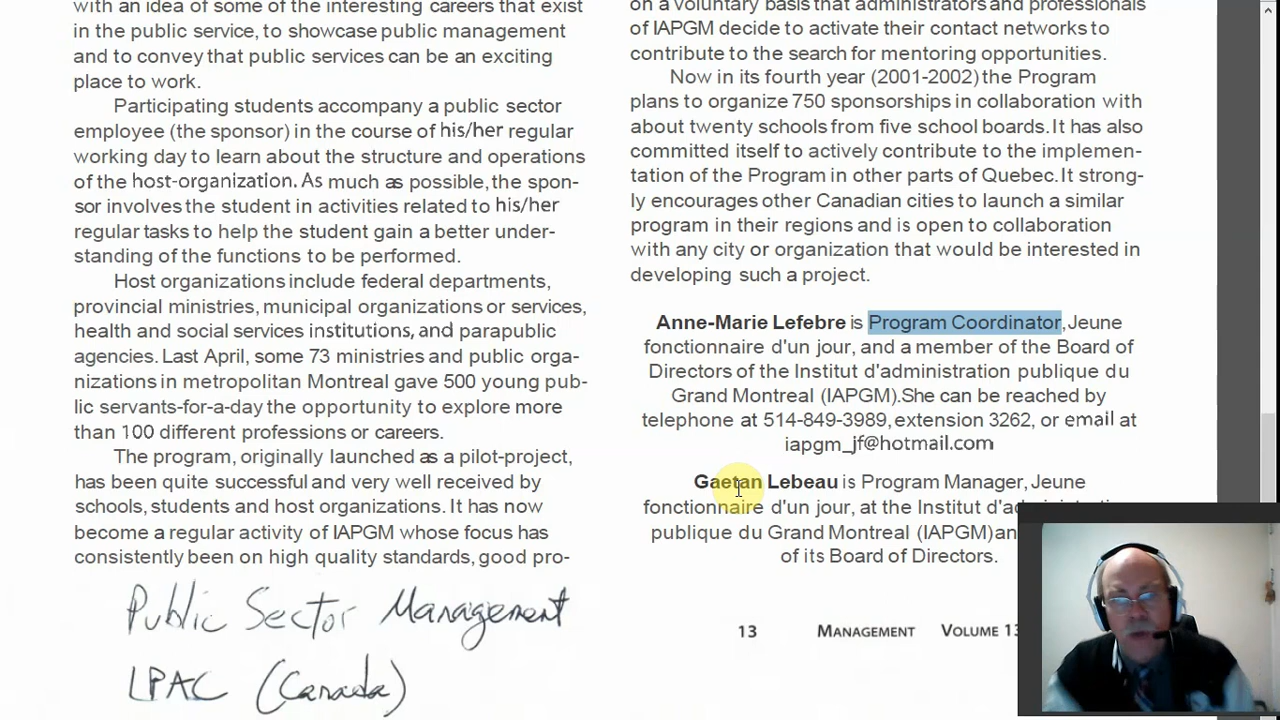 with an idea of some of the interesting careers that exist
in the public service, to showcase public management
and to convey that public services can be an exciting
place to work.
Participating students accompany a public sector
employee (the sponsor) in the course of his/her regular
working day to learn about the structure and operations
of the host-organization. As much as possible, the spon-
sor involves the student in activities related to his/her
regular tasks to help the student gain a better under-
standing of the functions to be performed.
Host organizations include federal departments,
provincial ministries, municipal organizations or services,
health and social services institutions, and parapublic
agencies. Last April, some 73 ministries and public orga-
nizations in metropolitan Montreal gave 500 young pub-
lic servants-for-a-day the opportunity to explore more
than 100 different professions or careers.
The program, originally launched as a pilot-project,
has been quite successful and very well received by
schools, students and host organizations. It has now
become a regular activity of IAPGM whose focus has
consistently been on high quality standards, good pro-
Public Sector Management
LPAC (Canada)
on a voluntary basis that administrators and professionals
of IAPGM decide to activate their contact networks to
contribute to the search for mentoring opportunities.
Now in its fourth year (2001-2002) the Program
plans to organize 750 sponsorships in collaboration with
about twenty schools from five school boards. It has also
committed itself to actively contribute to the implemen-
tation of the Program in other parts of Quebec. It strong-
ly encourages other Canadian cities to launch a similar
program in their regions and is open to collaboration
with any city or organization that would be interested in
developing such a project.
Anne-Marie Lefebre is Program Coordinator, Jeune
fonctionnaire d'un jour, and a member of the Board of
Directors of the Institut d'administration publique du
Grand Montreal (IAPGM). She can be reached by
telephone at 514-849-3989, extension 3262, or email at
iapgm_jf@hotmail.com
Gaetan Lebeau is Program Manager, Jeune
fonctionnaire d'un jour, at the Institut
publique du Grand Montreal (IAPGM)
of its Board of Directors.
13 MANAGEMENT VOLUME